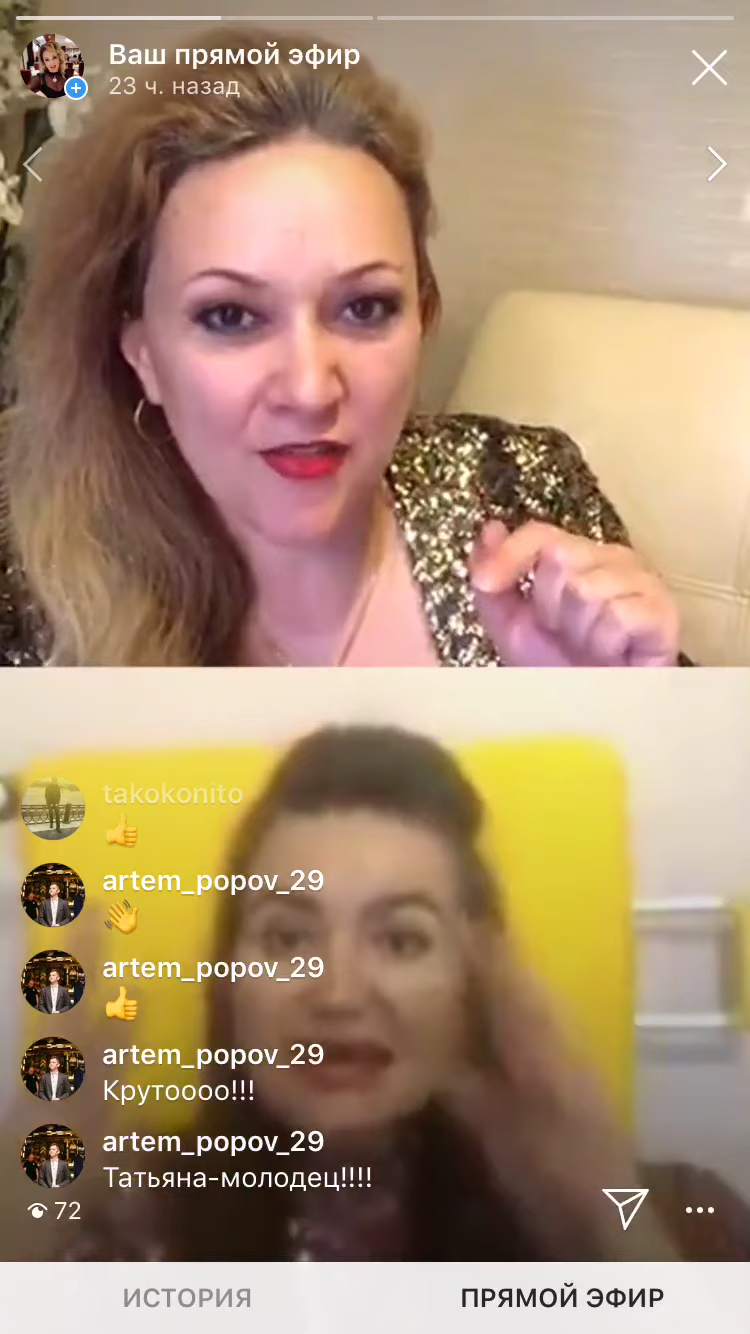 Ваш прямой эфир
23 ч. назад
takokonito
👍
artem_popov_29
👋
artem_popov_29
👍
artem_popov_29
Крутоооо!!!
artem_popov_29
Татьяна-молодец!!!!
72
ИСТОРИЯ
ПРЯМОЙ ЭФИР